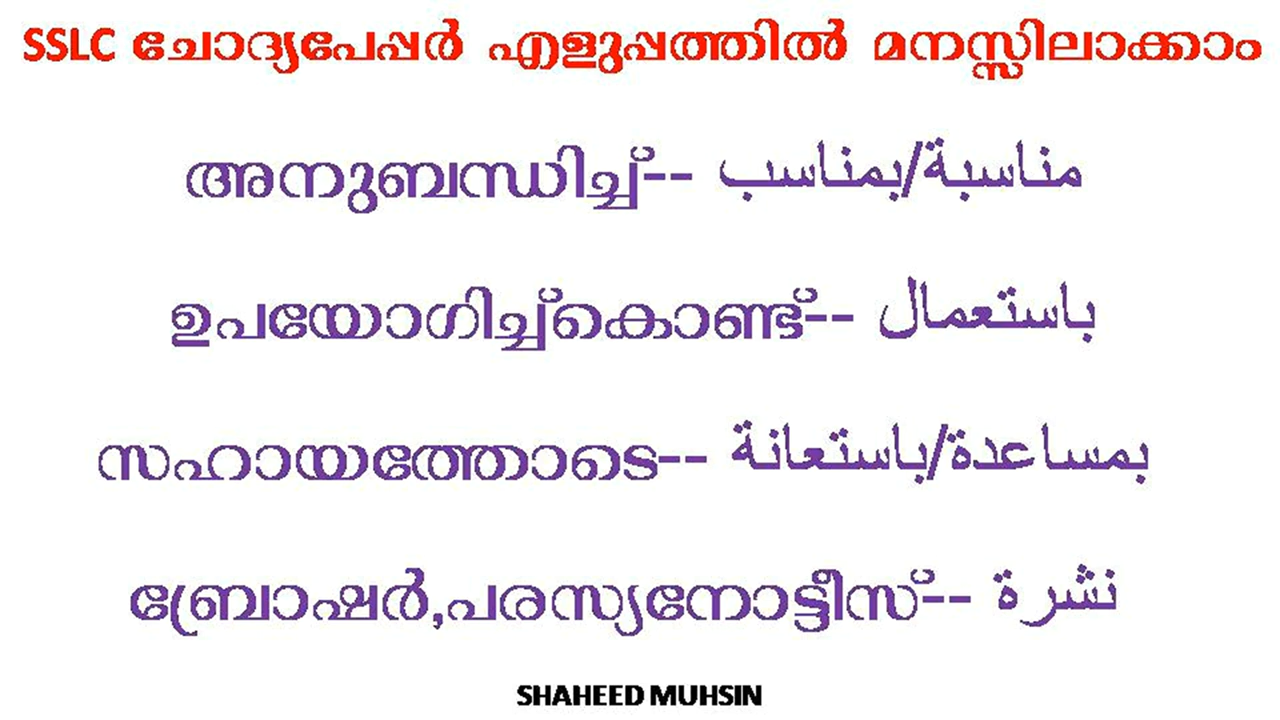 SSLC ചോദ്യപേപ്പർ എളുപ്പത്തിൽ മനസ്സിലാക്കാം
അനുബന്ധിച്ച്-- مناسبة/بمناسب
ഉപയോഗിച്ച്കൊണ്ട്-- باستعمال
സഹായത്തോടെ-- بمساعدة/باستعانة
ബ്രോഷർ,പരസ്യനോട്ടീസ്-- نشرة
SHAHEED MUHSIN